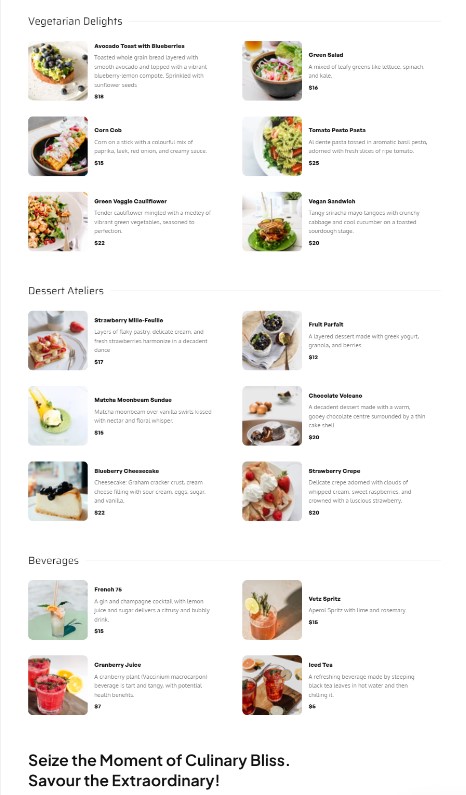 Vegetarian Delights
Avocado Toast with Blueberries
Toasted whole grain bread layered with
smooth avocado and topped with a vibrant
blueberry-lemon compote. Sprinkled with
sunflower seeds
$18
Green Salad
A mixed of leafy greens like lettuce, spinach,
and kale.
$16
Corn Cob
Corn on a stick with a colourful mix of
paprika, leek, red onion, and creamy sauce.
$15
Tomato Pesto Pasta
Al dente pasta tossed in aromatic basil pesto,
adorned with fresh slices of ripe tomato.
$25
Green Veggie Cauliflower
Tender cauliflower mingled with a medley of
vibrant green vegetables, seasoned to
perfection.
$22
Vegan Sandwich
Tangy sriracha mayo tangoes with crunchy
cabbage and cool cucumber on a toasted
sourdough stage.
$20
Dessert Ateliers
Strawberry Mille-Feuille
Layers of flaky pastry, delicate cream, and
fresh strawberries harmonize in a decadent
dance
$17
Fruit Parfait
A layered dessert made with greek yogurt,
granola, and berries
$12
Matcha Moonbeam Sundae
Matcha moonbeam over vanilla swirls kissed
with nectar and floral whisper.
$16
Chocolate Volcano
A decadent dessert made with a warm,
gooey chocolate centre surrounded by a thin
cake shell
$20
Blueberry Cheesecake
Cheesecake: Graham cracker crust, cream
cheese filling with sour cream, eggs, sugar,
and vanilla.
$22
Strawberry Crepe
Delicate crepe adorned with clouds of
whipped cream, sweet raspberries, and
crowned with a luscious strawberry.
$20
Beverages
French 75
A gin and champagne cocktail with lemon
juice and sugar delivers a citrusy and bubbly
drink.
$15
Vetz Spritz
Aperol Spritz with lime and rosemary
$16
Cranberry Juice
A cranberry plant (Vaccinium macrocarpon)
beverage is tart and tangy, with potential
health benefits.
$7
Iced Tea
A refreshing beverage made by steeping
black tea leaves in hot water and then
chilling it.
$6
Seize the Moment of Culinary Bliss.
Savour the Extraordinary!